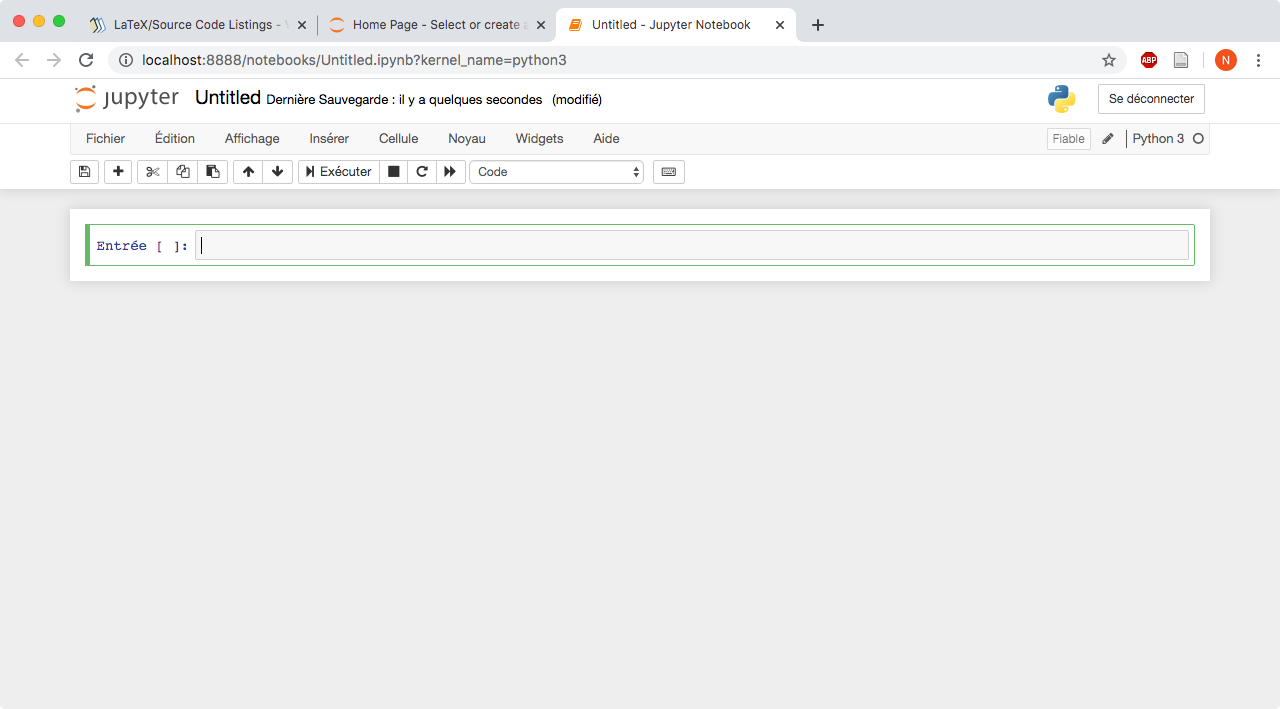 LaTeX/Source Code Listings - Home Page - Select or create Untitled - Jupyter Notebook
localhost:8888/notebooks/Untitled.ipynb?kernel_name=python3 ABP N
jupyter Untitled Dernière Sauvegarde : il y a quelques secondes (modifié) Se déconnecter
Fichier Édition Affichage Insérer Cellule Noyau Widgets Aide Fiable Python 3
Exécuter Code
Entrée [ ]: